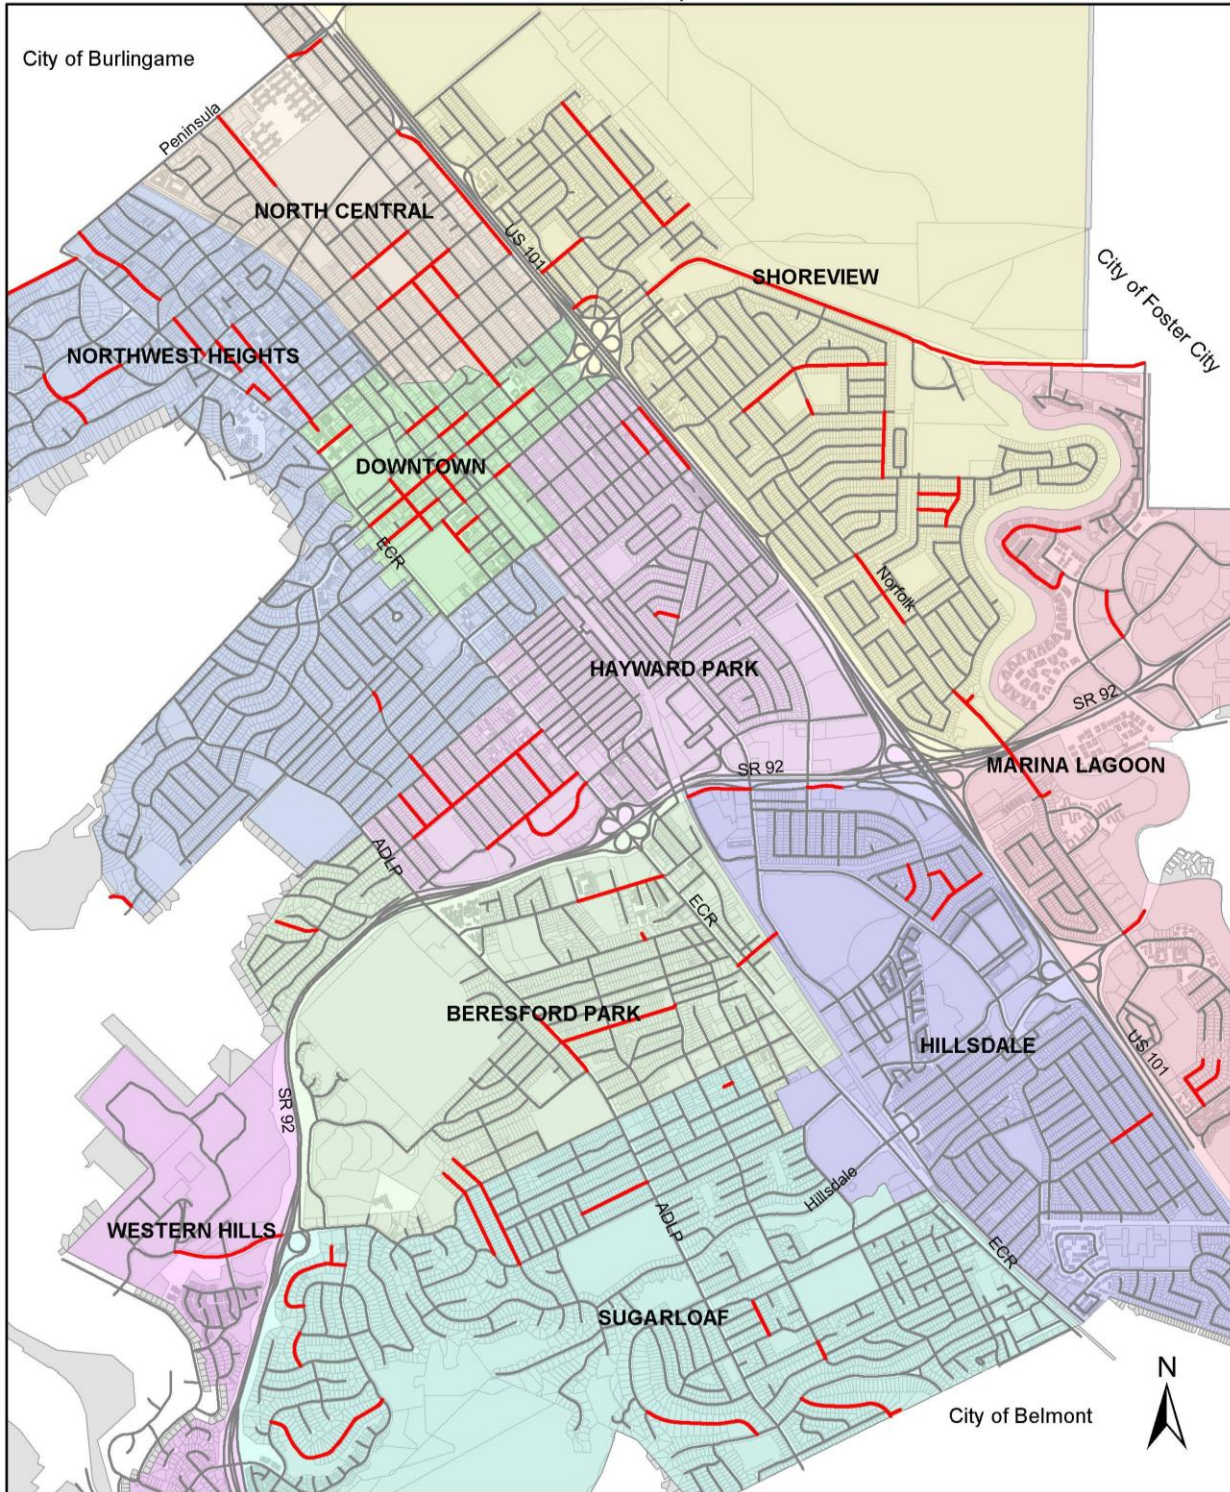 City of Burlingame
Peninsula
NORTH CENTRAL
US 101
SHOREVIEW
City of Foster City
NORTHWEST HEIGHTS
DOWNTOWN
ECR
Norfolk
HAYWARD PARK
SR 92
SR 92
MARINA LAGOON
ADLP
ECR
BERESFORD PARK
HILLSDALE
US 101
SR 92
Hillsdale
WESTERN HILLS
ADLP
ECR
SUGARLOAF
N
City of Belmont